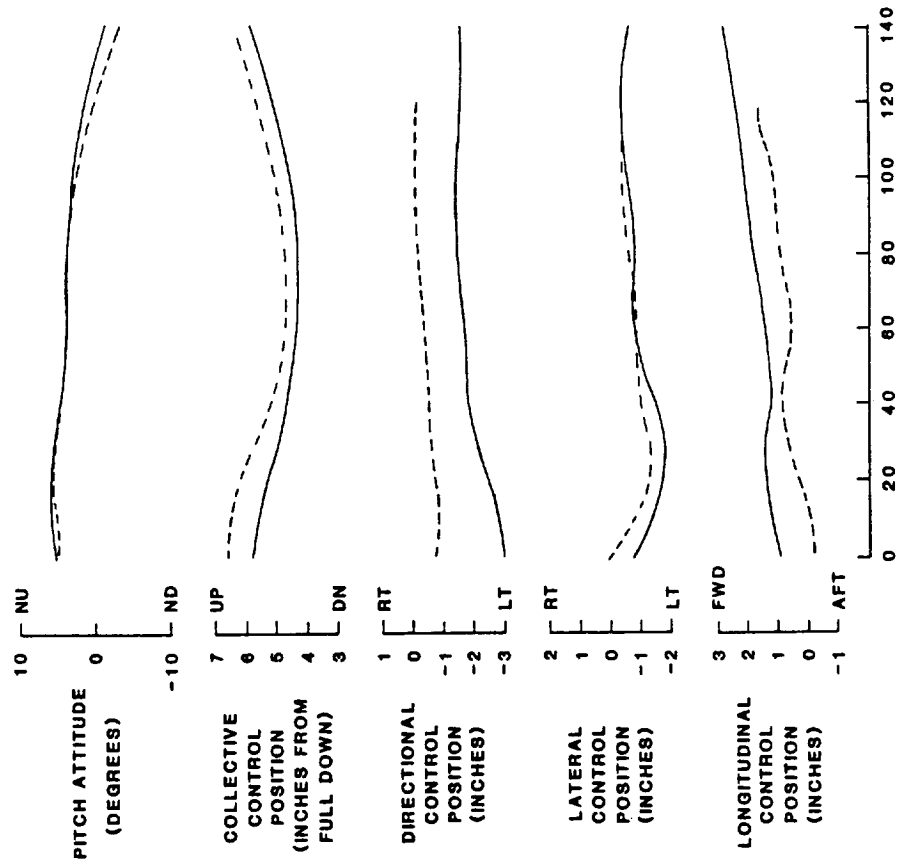 10
0
-10
NU
ND
PITCH ATTITUDE
(DEGREES)
7
6
5
4
3
UP
DN
COLLECTIVE
CONTROL
POSITION
(INCHES FROM
FULL DOWN)
1
0
-1
-2
-3
RT
LT
DIRECTIONAL
CONTROL
POSITION
(INCHES)
2
1
0
-1
-2
RT
LT
LATERAL
CONTROL
POSITION
(INCHES)
3
2
1
0
-1
FWD
AFT
LONGITUDINAL
CONTROL
POSITION
(INCHES)
0 20 40 60 80 100 120 140